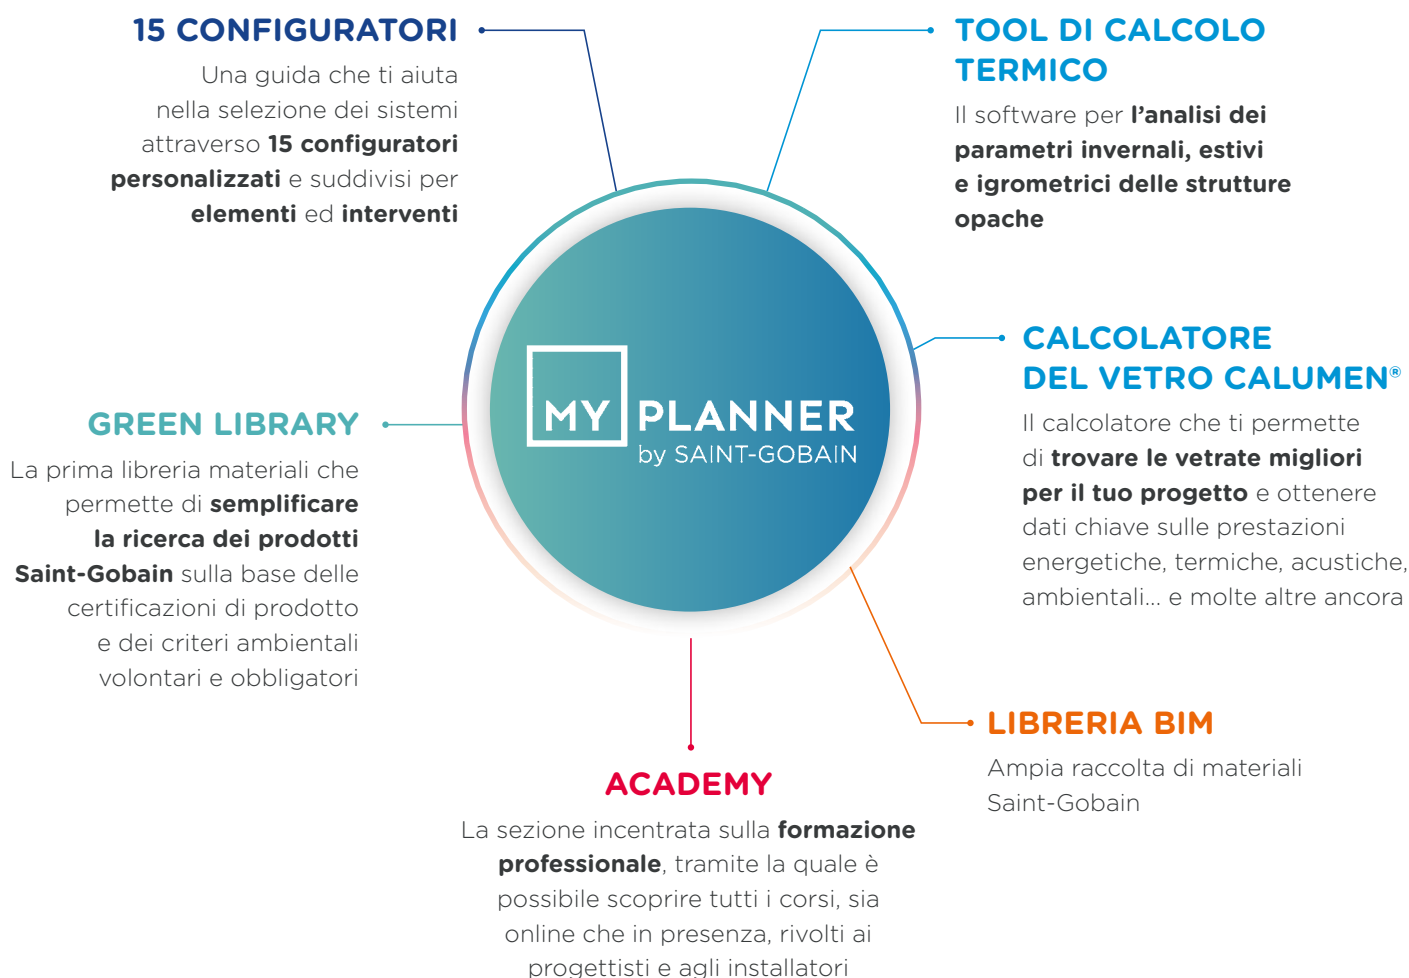 15 CONFIGURATORI
Una guida che ti aiuta
nella selezione dei sistemi
attraverso 15 configuratori
personalizzati e suddivisi per
elementi ed interventi
TOOL DI CALCOLO
TERMICO
Il software per l’analisi dei
parametri invernali, estivi
e igrometrici delle strutture
opache
MY PLANNER
by SAINT-GOBAIN
CALCOLATORE
DEL VETRO CALUMEN®
Il calcolatore che ti permette
di trovare le vetrate migliori
per il tuo progetto e ottenere
dati chiave sulle prestazioni
energetiche, termiche, acustiche,
ambientali... e molte altre ancora
GREEN LIBRARY
La prima libreria materiali che
permette di semplificare
la ricerca dei prodotti
Saint-Gobain sulla base delle
certificazioni di prodotto
e dei criteri ambientali
volontari e obbligatori
LIBRERIA BIM
Ampia raccolta di materiali
Saint-Gobain
ACADEMY
La sezione incentrata sulla formazione
professionale, tramite la quale è
possibile scoprire tutti i corsi, sia
online che in presenza, rivolti ai
progettisti e agli installatori